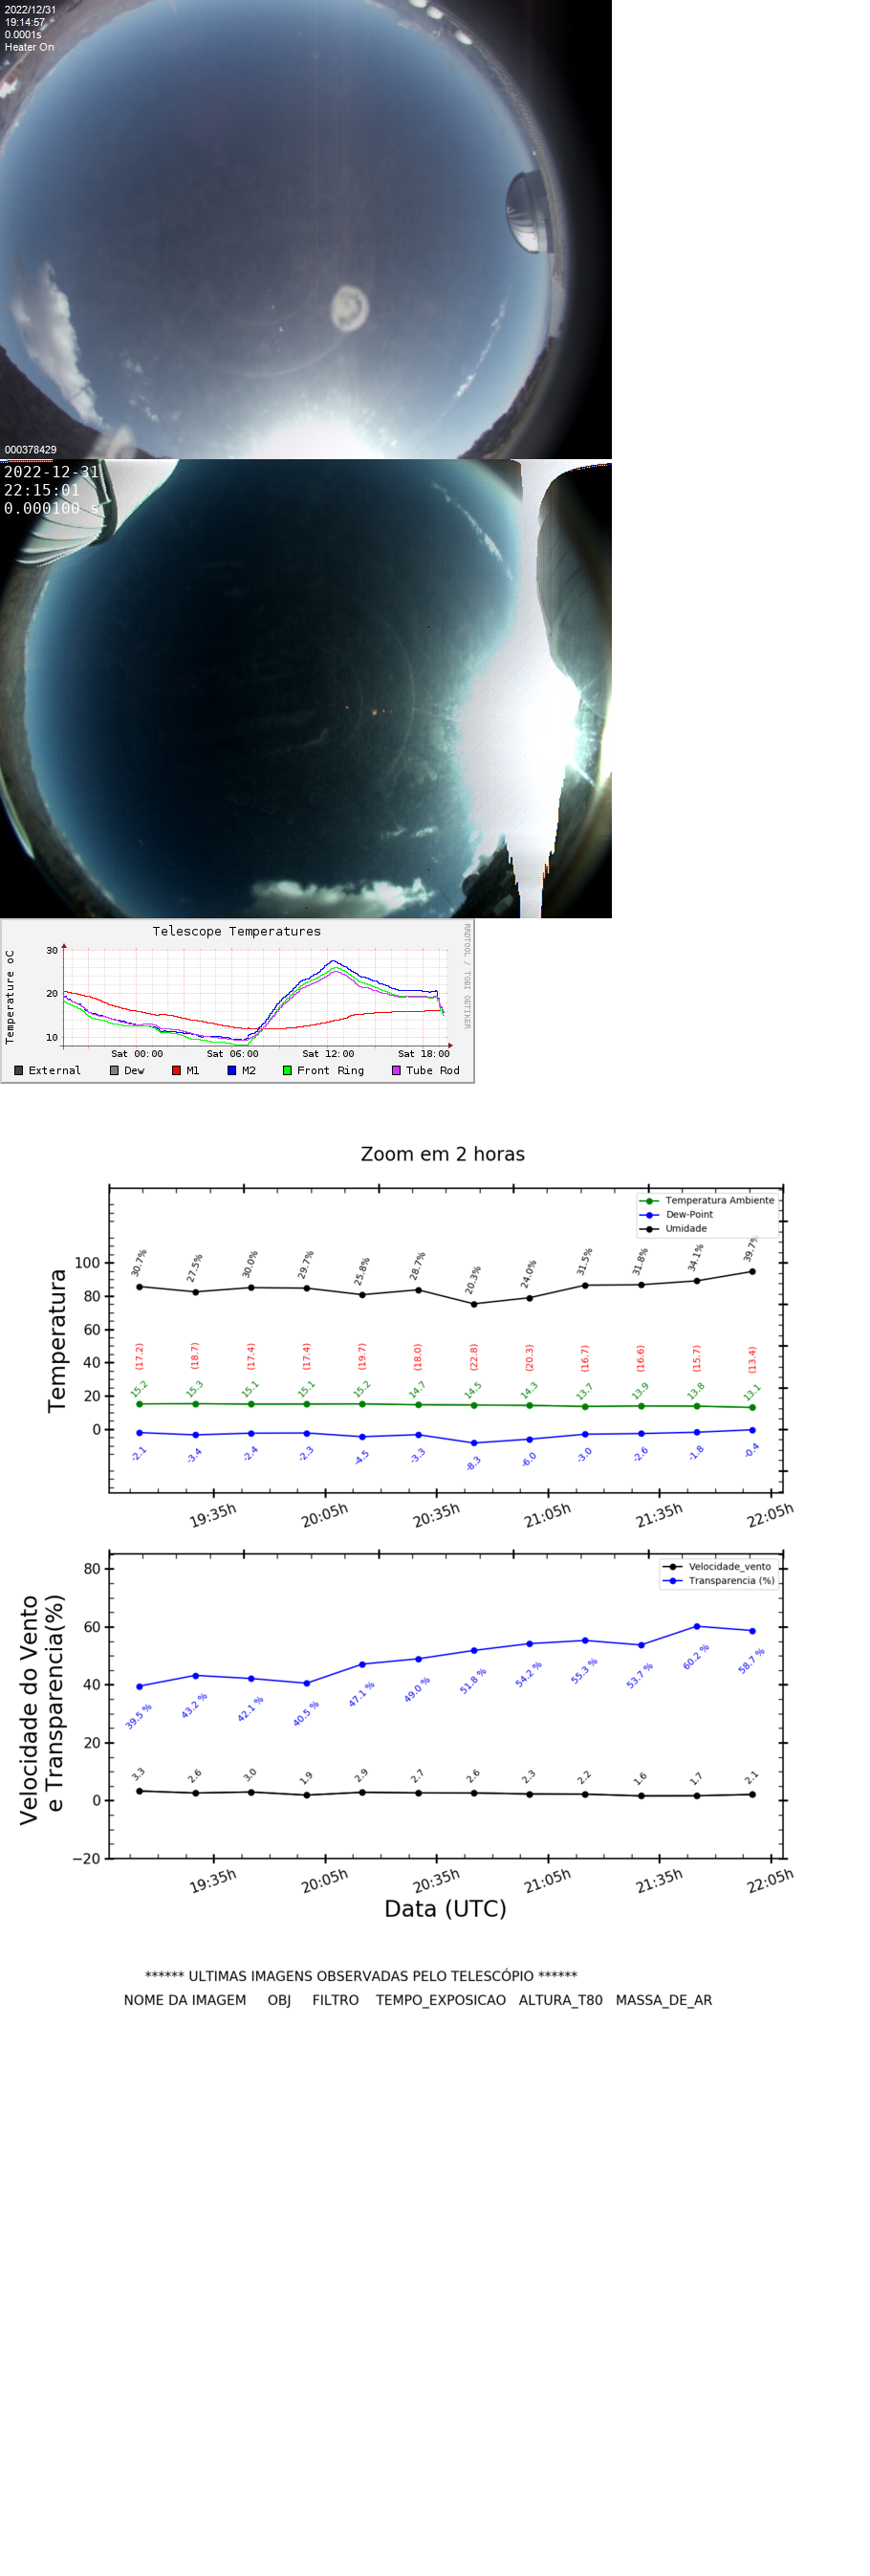 2022/12/31
19:14:57
0.0001s
Heater On
000378429
2022-12-31
22:15:01
0.000100 s
Telescope Temperatures
RRDTOOL / TOBI OETIKER
Temperature oC
30
20
10
Sat 00:00 Sat 06:00 Sat 12:00 Sat 18:00
External Dew M1 M2 Front Ring Tube Rod
Zoom em 2 horas
Temperatura
Temperatura Ambiente
Dew-Point
Umidade
100
80
60
40
20
0
30.7% 27.5% 30.0% 29.7% 25.8% 28.7% 20.3% 24.0% 31.5% 31.8% 34.1% 39.7%
(17.2) (18.7) (17.4) (17.4) (19.7) (18.0) (22.8) (20.3) (16.7) (16.6) (15.7) (13.4)
15.2 15.3 15.1 15.1 15.2 14.7 14.5 14.3 13.7 13.9 13.8 13.1
-2.1 -3.4 -2.4 -2.3 -4.5 -3.3 -8.3 -6.0 -3.0 -2.6 -1.8 -0.4
19:35h 20:05h 20:35h 21:05h 21:35h 22:05h
Velocidade do Vento
e Transparencia(%)
Velocidade_vento
Transparencia (%)
80
60
40
20
0
−20
39.5 % 43.2 % 42.1 % 40.5 % 47.1 % 49.0 % 51.8 % 54.2 % 55.3 % 53.7 % 60.2 % 58.7 %
3.3 2.6 3.0 1.9 2.9 2.7 2.6 2.3 2.2 1.6 1.7 2.1
19:35h 20:05h 20:35h 21:05h 21:35h 22:05h
Data (UTC)
****** ULTIMAS IMAGENS OBSERVADAS PELO TELESCÓPIO ******
NOME DA IMAGEM OBJ FILTRO TEMPO_EXPOSICAO ALTURA_T80 MASSA_DE_AR